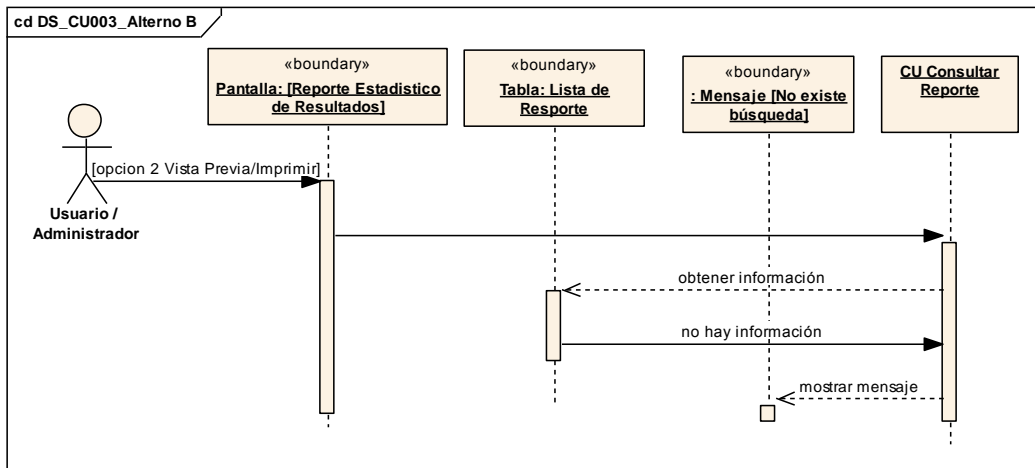 cd DS_CU003_Alterno B
«boundary»
Pantalla: [Reporte Estadistico
de Resultados]
«boundary»
Tabla: Lista de
Resporte
«boundary»
: Mensaje [No existe
búsqueda]
CU Consultar
Reporte
[opcion 2 Vista Previa/Imprimir]
Usuario /
Administrador
obtener información
no hay información
mostrar mensaje